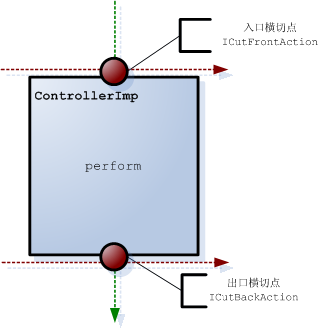 入口横切点
ICutFrontAction
ControllerImp
perform
出口横切点
ICutBackAction